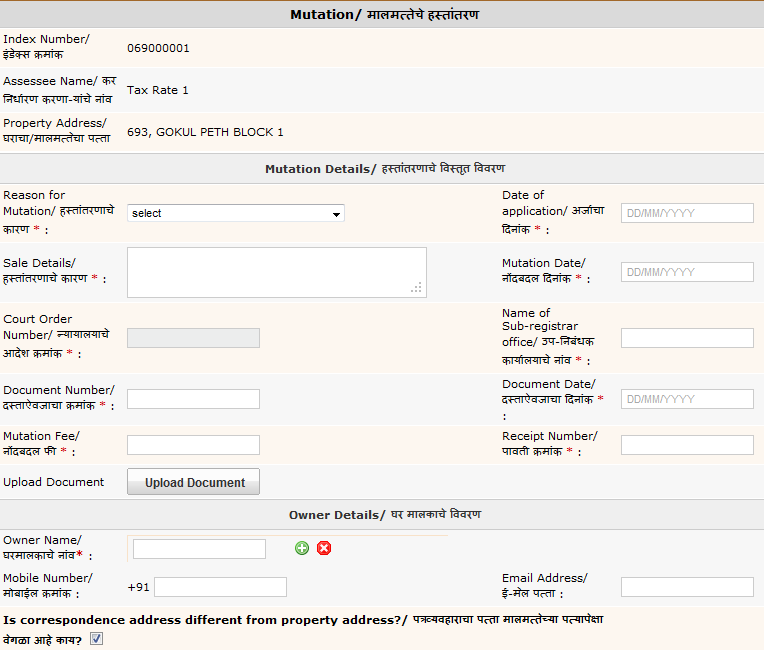 Mutation/ मालमत्तेचे हस्तांतरण
Index Number/
इंडेक्स क्रमांक
069000001
Assessee Name/ कर
निर्धारण करणा-यांचे नांव
Tax Rate 1
Property Address/
घराचा/मालमत्तेचा पत्ता
693, GOKUL PETH BLOCK 1
Mutation Details/ हस्तांतरणाचे विस्तृत विवरण
Reason for
Mutation/ हस्तांतरणाचे
कारण * :
select
Date of
application/ अर्जाचा
दिनांक * :
DD/MM/YYYY
Sale Details/
हस्तांतरणाचे कारण * :
Mutation Date/
नोंदबदल दिनांक * :
DD/MM/YYYY
Court Order
Number/ न्यायालयाचे
आदेश क्रमांक * :
Name of
Sub-registrar
office/ उप-निबंधक
कार्यालयाचे नांव * :
Document Number/
दस्ताऐवजाचा क्रमांक * :
Document Date/
दस्ताऐवजाचा दिनांक *
:
DD/MM/YYYY
Mutation Fee/
नोंदबदल फी * :
Receipt Number/
पावती क्रमांक * :
Upload Document
Upload Document
Owner Details/ घर मालकाचे विवरण
Owner Name/
घरमालकाचे नांव* :
Mobile Number/
मोबाईल क्रमांक :
+91
Email Address/
ई-मेल पत्ता :
Is correspondence address different from property address?/ पत्रव्यवहाराचा पत्ता मालमत्तेच्या पत्यापेक्षा
वेगळा आहे काय?